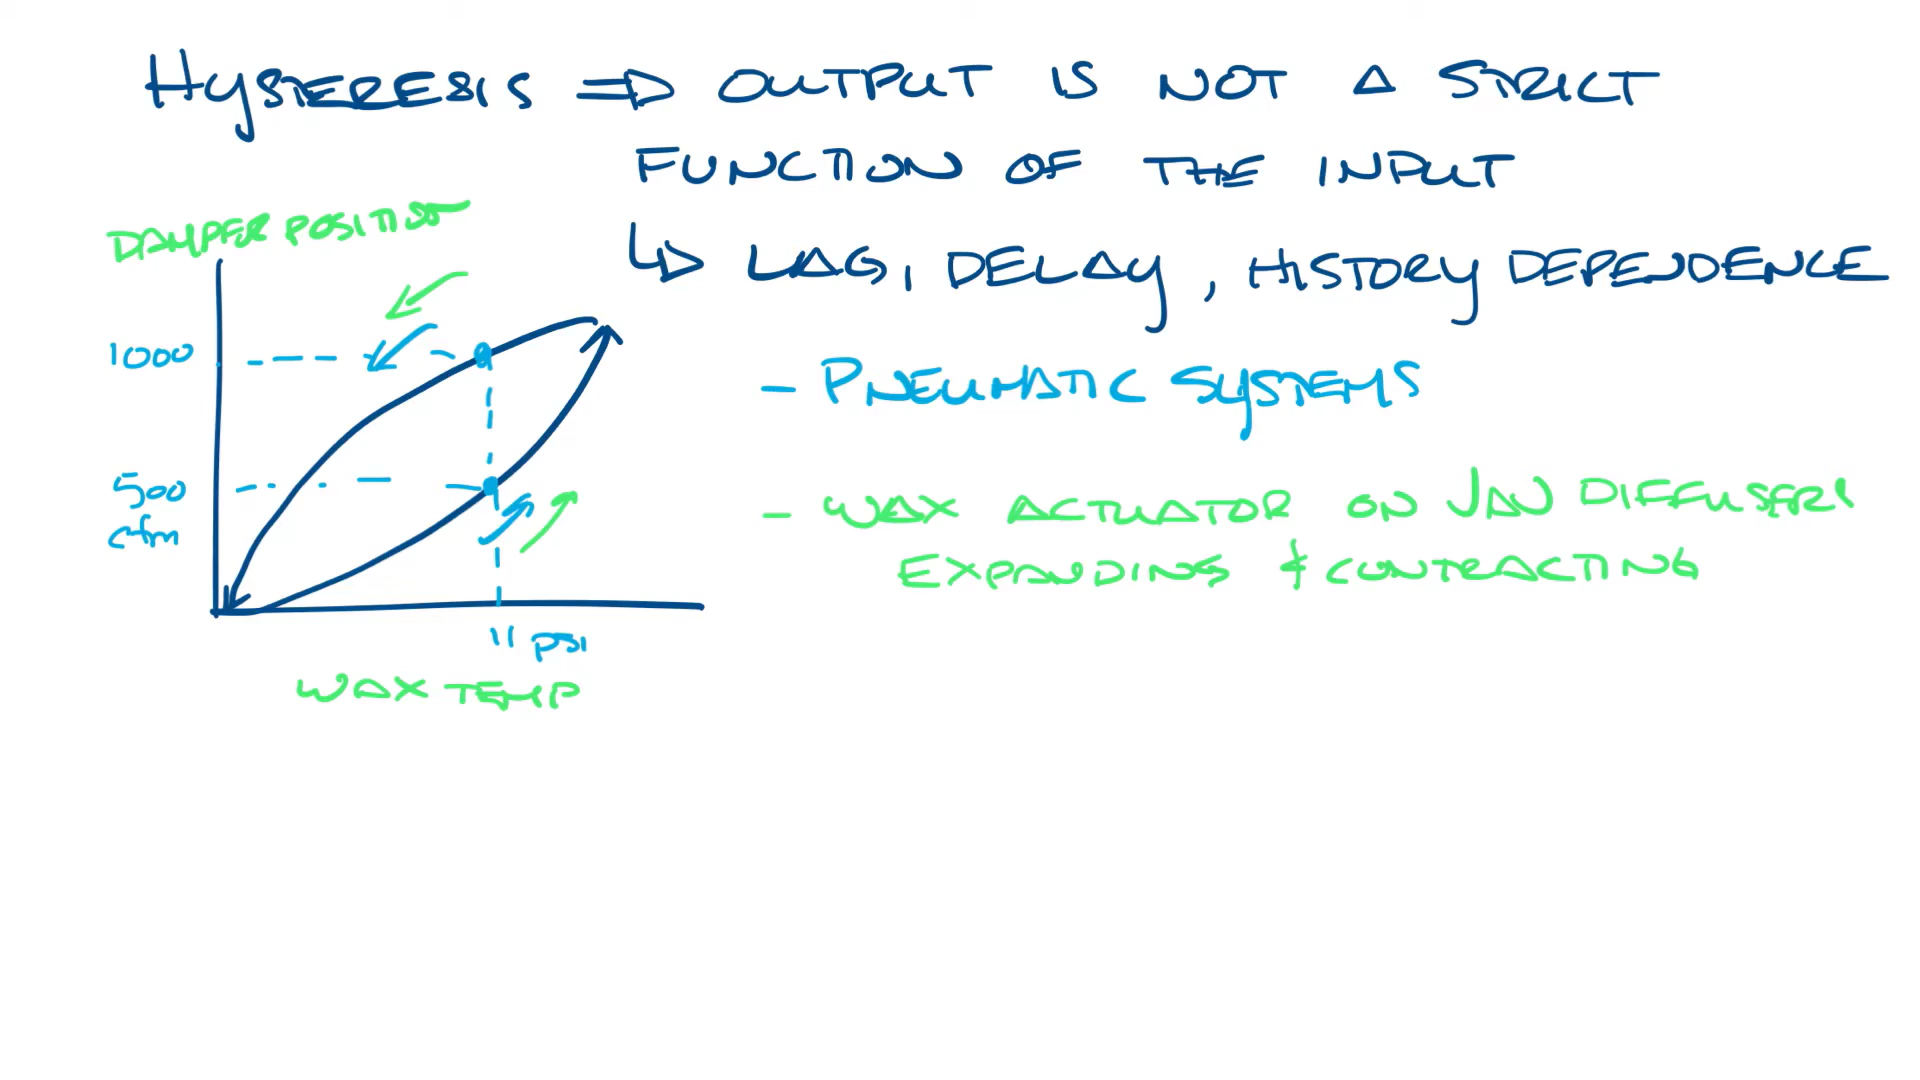 HYSTERESIS ⇒ OUTPUT IS NOT A STRICT
FUNCTION OF THE INPUT
↳ LAG, DELAY, HISTORY DEPENDENCE
DAMPER POSITION
1000
500
cfm
11 psi
WAX TEMP
- PNEUMATIC SYSTEMS
- WAX ACTUATOR ON VAV DIFFUSERS
EXPANDING & CONTRACTING